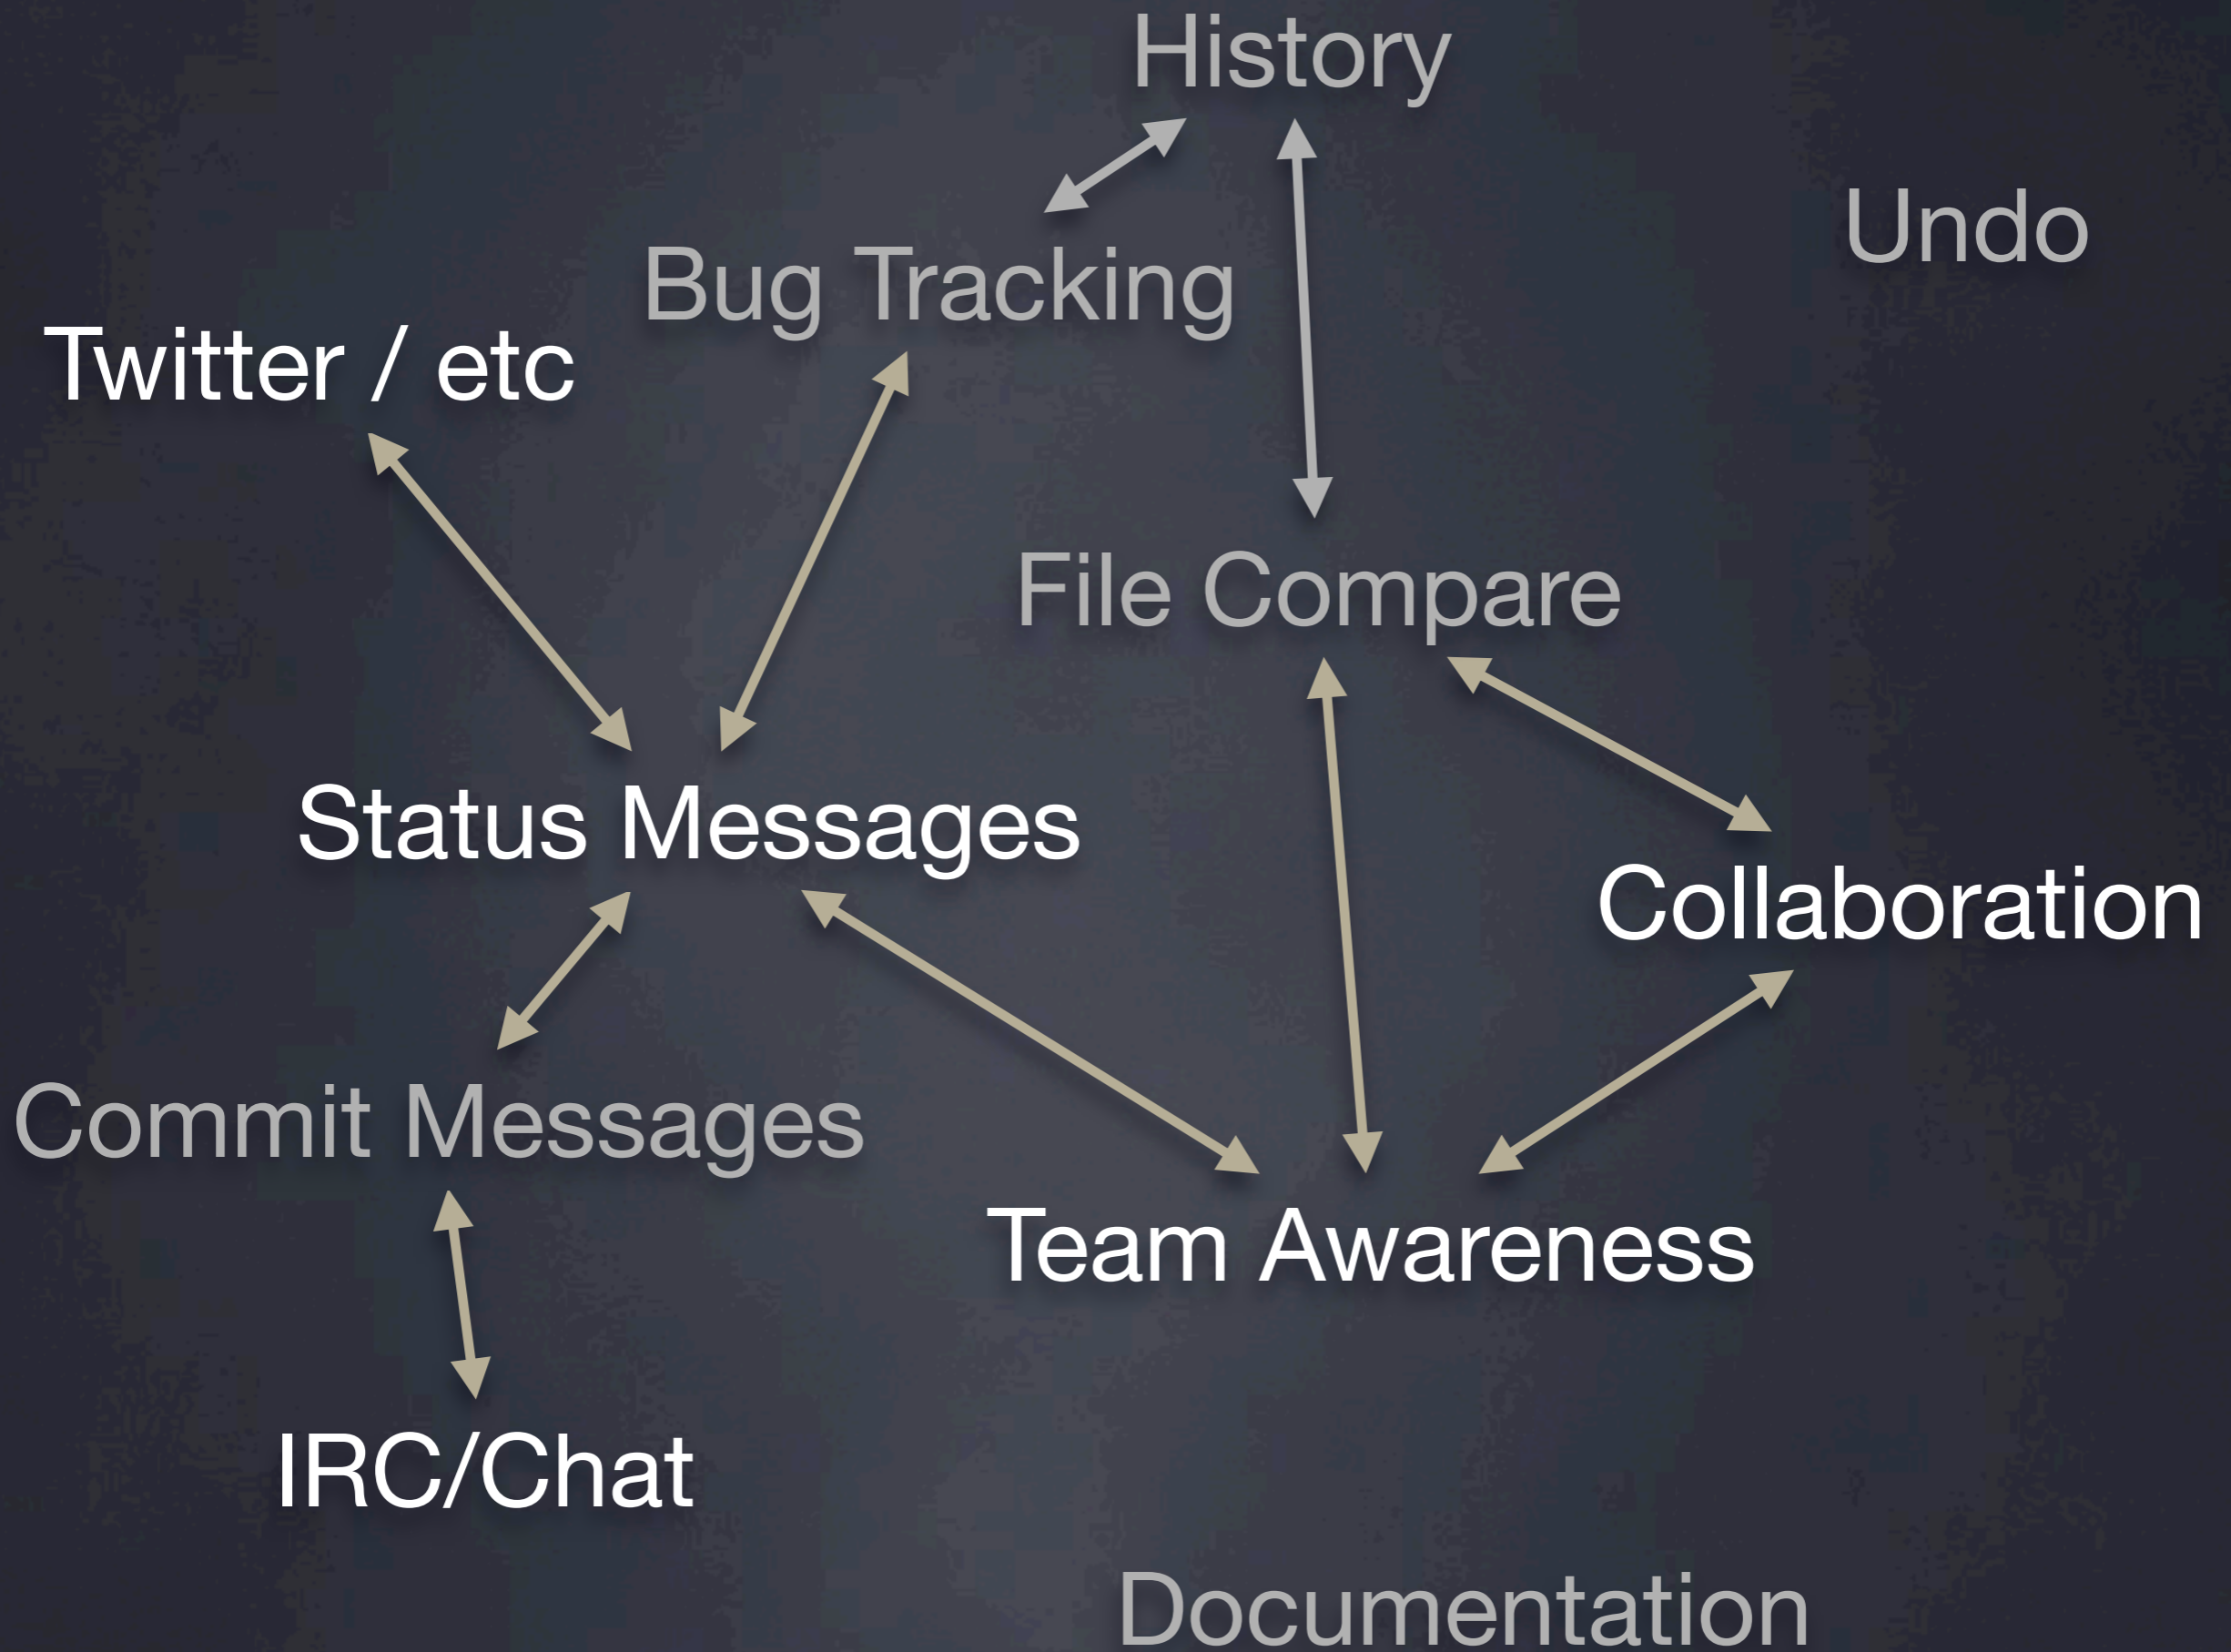 History
Undo
Bug Tracking
Twitter / etc
File Compare
Status Messages
Collaboration
Commit Messages
Team Awareness
IRC/Chat
Documentation